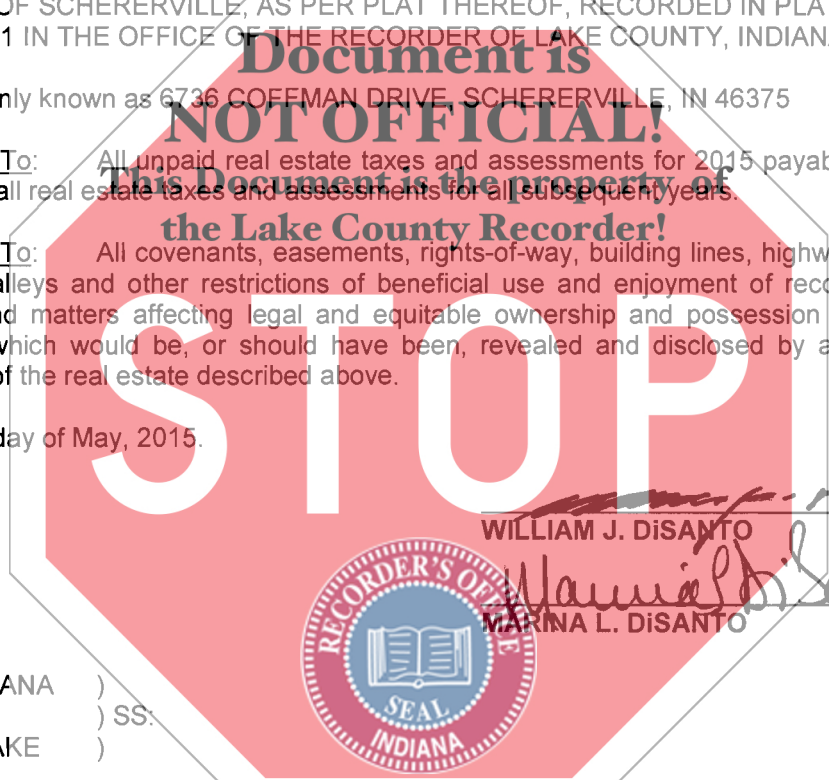 OF SCHERERVILLE, AS PER PLAT THEREOF, RECORDED IN PLA
1 IN THE OFFICE OF THE RECORDER OF LAKE COUNTY, INDIAN
Document is
nly known as 6736 COFFMAN DRIVE, SCHERERVILLE, IN 46375
NOT OFFICIAL!
To: All unpaid real estate taxes and assessments for 2015 payab
This Document is the property of
all real estate taxes and assessments for all subsequent years.
the Lake County Recorder!
To: All covenants, easements, rights-of-way, building lines, highw
alleys and other restrictions of beneficial use and enjoyment of reco
d matters affecting legal and equitable ownership and possession
which would be, or should have been, revealed and disclosed by a
of the real estate described above.
STOP
day of May, 2015.
WILLIAM J. DiSANTO
MARINA L. DiSANTO
RECORDER'S OFFICE
SEAL
INDIANA
ANA )
) SS:
AKE )